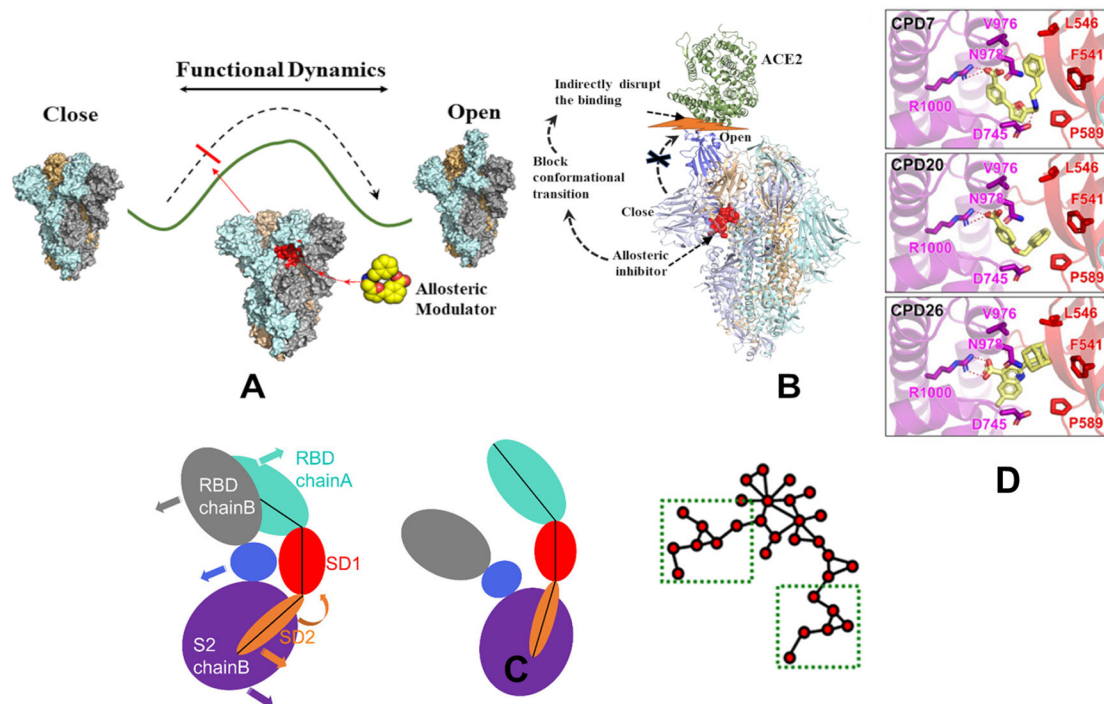 Functional Dynamics
Close
Open
Allosteric
Modulator
A
ACE2
Indirectly disrupt
the binding
Open
Block
conformational
transition
Close
Allosteric
inhibitor
B
CPD7
V976
L546
N978
F541
R1000
D745
P589
CPD20
V976
N978
F541
R1000
D745
P589
CPD26
V976
L546
N978
F541
R1000
D745
P589
D
RBD
chainA
RBD
chainB
SD1
SD2
S2
chainB
C